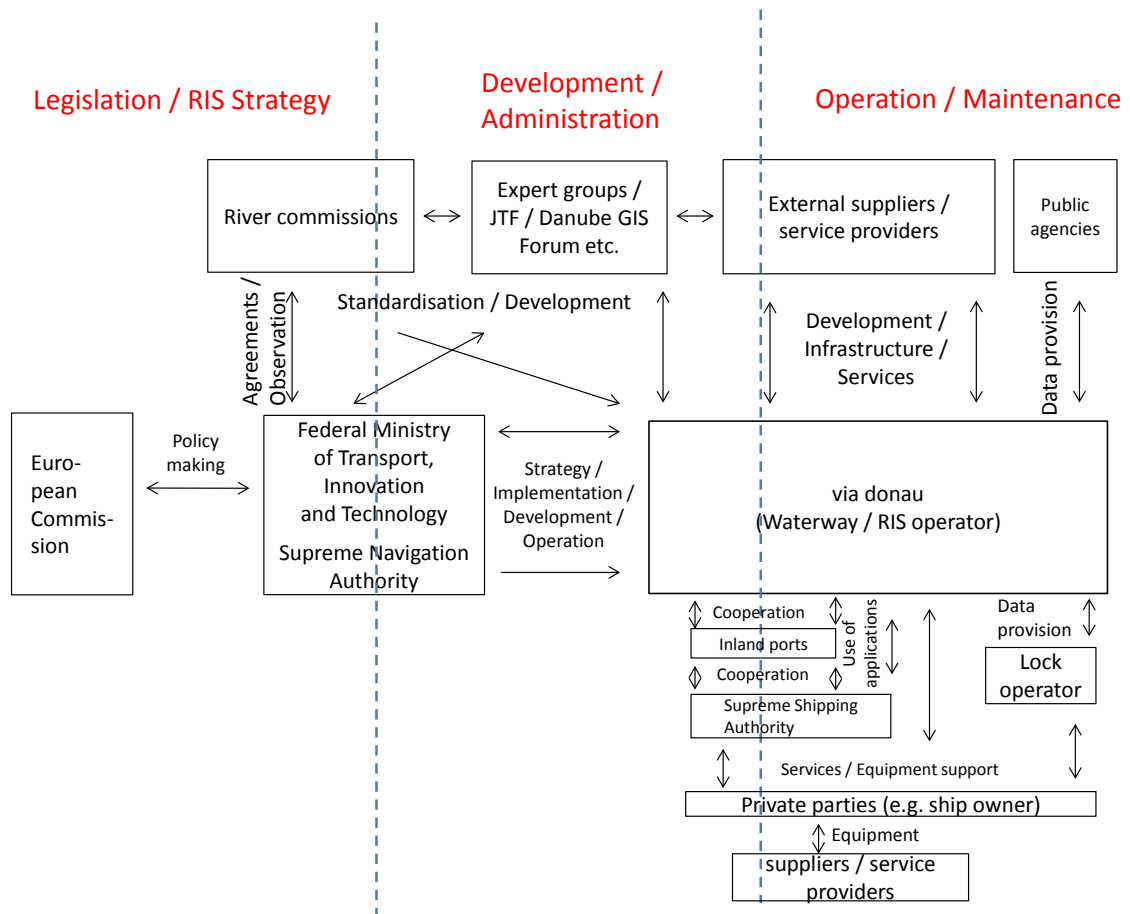 Legislation / RIS Strategy
Development /
Administration
Operation / Maintenance
River commissions
Expert groups /
JTF / Danube GIS
Forum etc.
External suppliers /
service providers
Public
agencies
Agreements /
Observation
Standardisation / Development
Development /
Infrastructure /
Services
Data provision
Euro-
pean
Commis-
sion
Policy
making
Federal Ministry
of Transport,
Innovation
and Technology
Supreme Navigation
Authority
Strategy /
Implementation /
Development /
Operation
via donau
(Waterway / RIS operator)
Cooperation
Inland ports
Cooperation
Use of
applications
Data
provision
Lock
operator
Supreme Shipping
Authority
Services / Equipment support
Private parties (e.g. ship owner)
Equipment
suppliers / service
providers